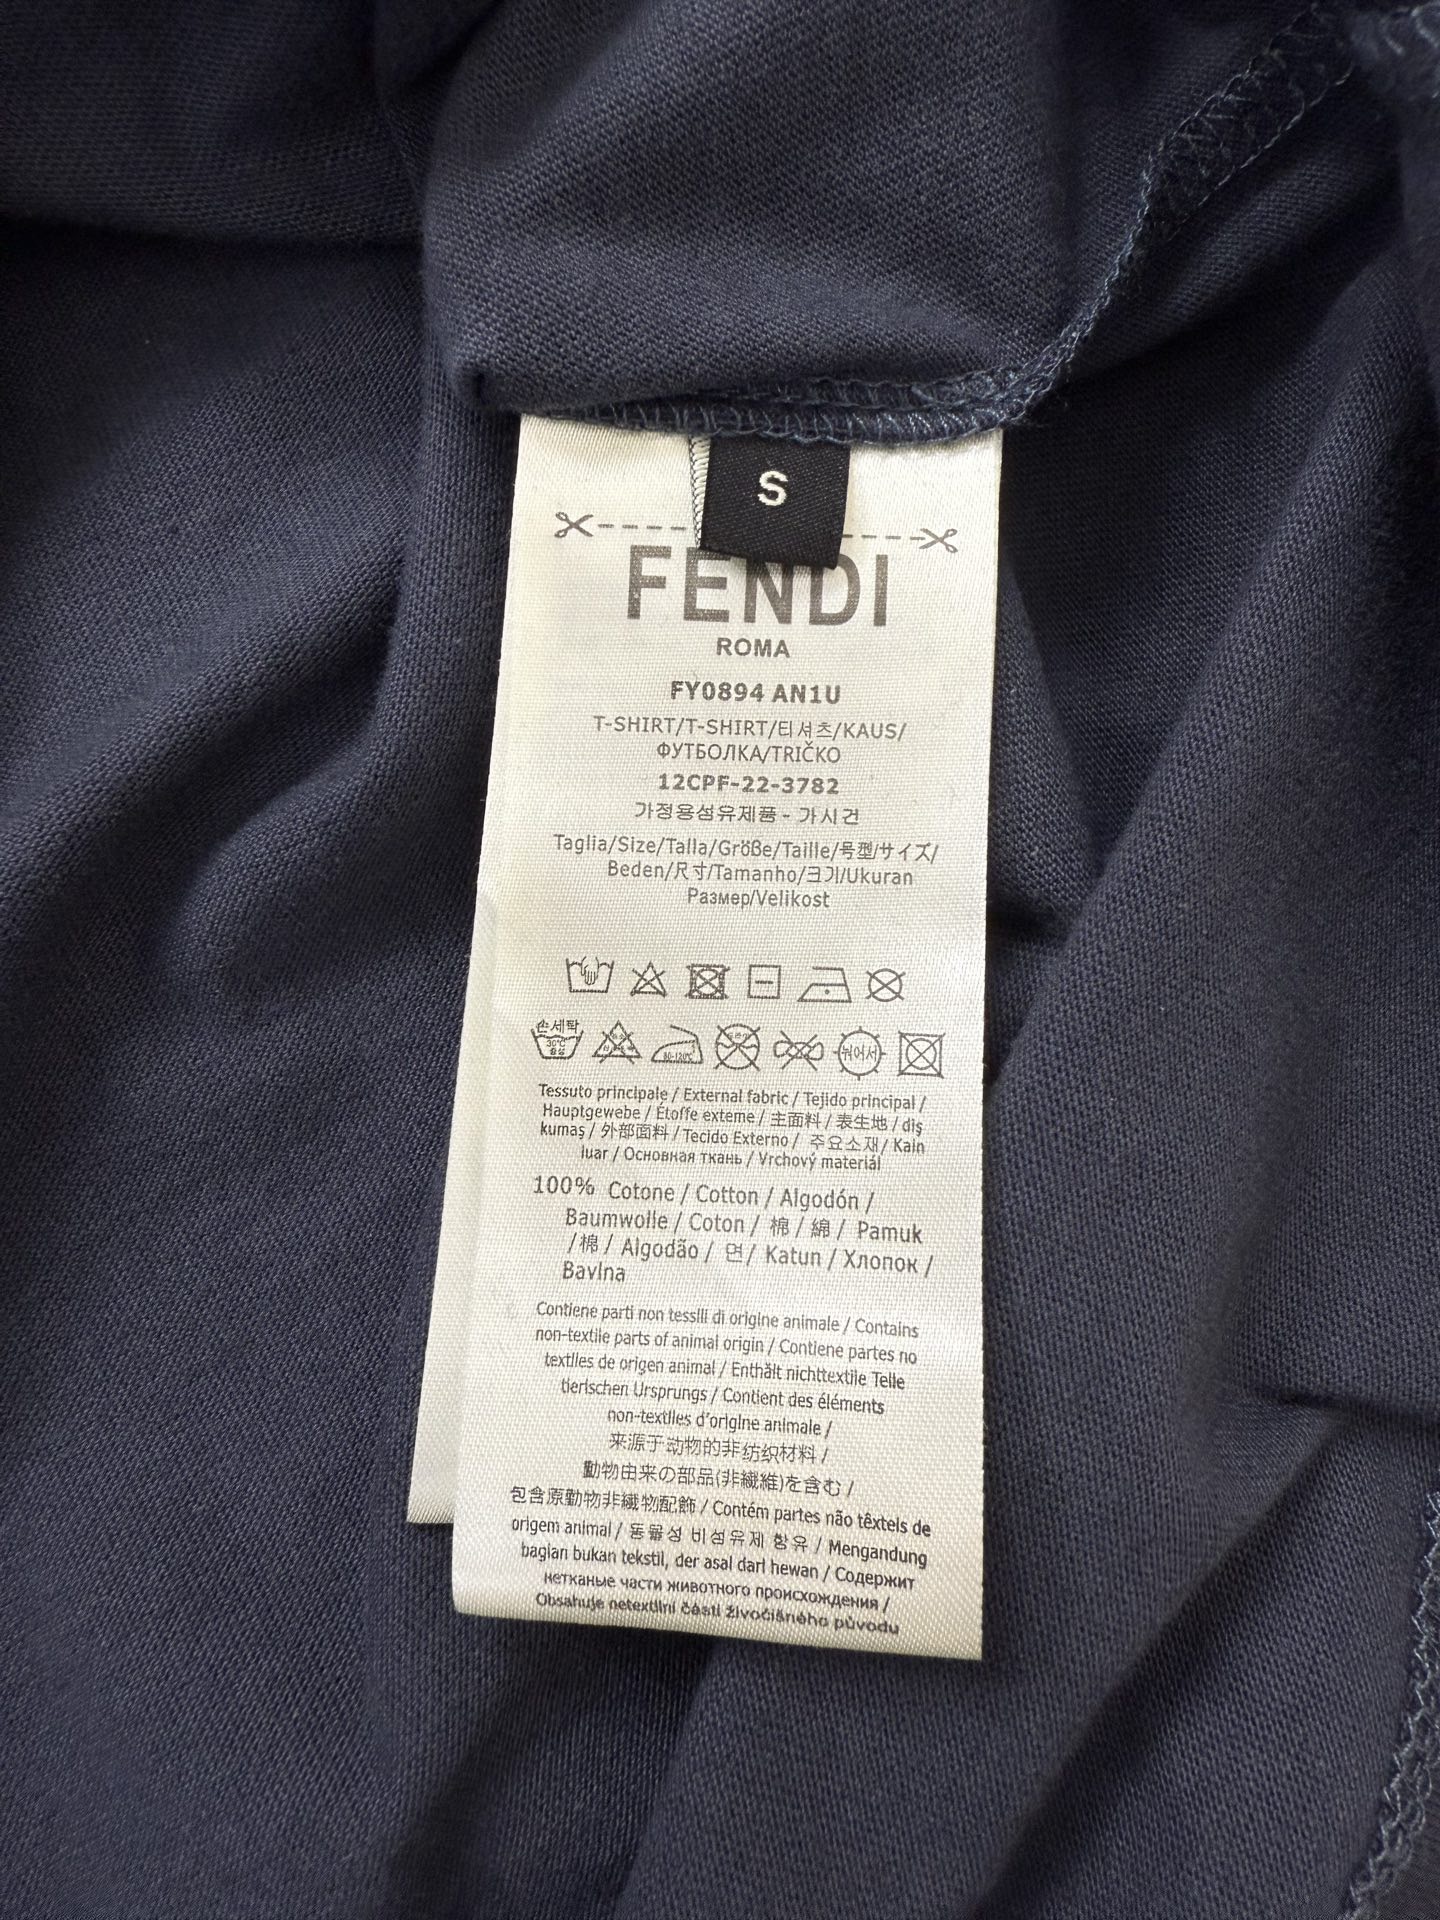 S
FENDI
ROMA
FY0894 AN1U
T-SHIRT/T-SHIRT/티셔츠/KAUS/
ФУТБОЛКА/TRIČKO
12CPF-22-3782
가정용섬유제품 - 가시건
Taglia/Size/Talla/Größe/Taille/号型/サイズ/
Beden/尺寸/Tamanho/크기/Ukuran
Размер/Velikost
손세탁
30°C
중성
80-120℃
뉘어서
Tessuto principale / External fabric / Tejido principal /
Hauptgewebe / Étoffe externe / 主面料 / 表生地 / diş
kumaş / 外部面料 / Tecido Externo / 주요소재 / Kain
luar / Основная ткань / Vrchový materiál
100% Cotone / Cotton / Algodón /
Baumwolle / Coton / 棉 / 綿 / Pamuk
/ 棉 / Algodão / 면 / Katun / Хлопок /
Bavlna
Contiene parti non tessili di origine animale / Contains
non-textile parts of animal origin / Contiene partes no
textiles de origen animal / Enthält nichttextile Teile
tierischen Ursprungs / Contient des éléments
non-textiles d'origine animale /
来源于动物的非纺织材料 /
動物由来の部品(非繊維)を含む /
包含原動物非織物配飾 / Contém partes não têxteis de
origem animal / 동물성 비섬유제 함유 / Mengandung
bagian bukan tekstil, der asal dari hewan / Содержит
нетканые части животного происхождения /
Obsahuje netextilní části živočišného původu